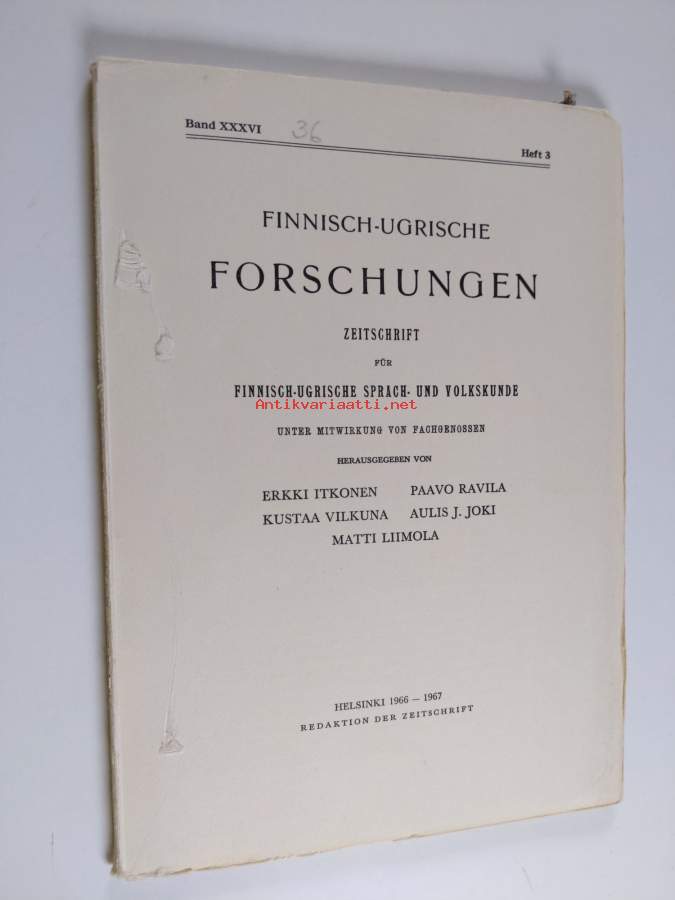 Band XXXVI 36
Heft 3
FINNISCH-UGRISCHE
FORSCHUNGEN
ZEITSCHRIFT
FÜR
FINNISCH-UGRISCHE SPRACH- UND VOLKSKUNDE
Antikvariaatti.net
UNTER MITWIRKUNG VON FACHGENOSSEN
HERAUSGEGEBEN VON
ERKKI ITKONEN PAAVO RAVILA
KUSTAA VILKUNA AULIS J. JOKI
MATTI LIIMOLA
HELSINKI 1966 — 1967
REDAKTION DER ZEITSCHRIFT